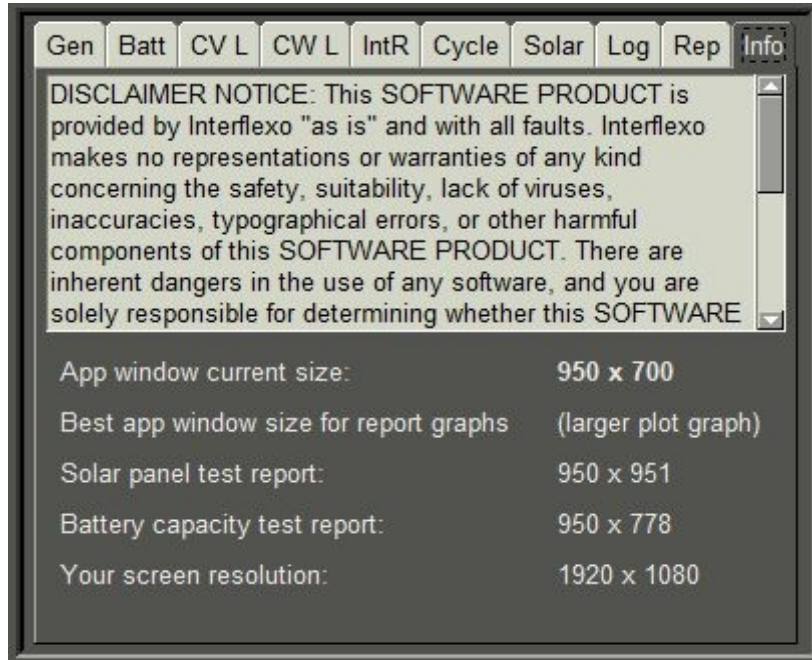 Gen Batt CV L CW L IntR Cycle Solar Log Rep Info
DISCLAIMER NOTICE: This SOFTWARE PRODUCT is
provided by Interflexo "as is" and with all faults. Interflexo
makes no representations or warranties of any kind
concerning the safety, suitability, lack of viruses,
inaccuracies, typographical errors, or other harmful
components of this SOFTWARE PRODUCT. There are
inherent dangers in the use of any software, and you are
solely responsible for determining whether this SOFTWARE
App window current size: 950 x 700
Best app window size for report graphs (larger plot graph)
Solar panel test report: 950 x 951
Battery capacity test report: 950 x 778
Your screen resolution: 1920 x 1080